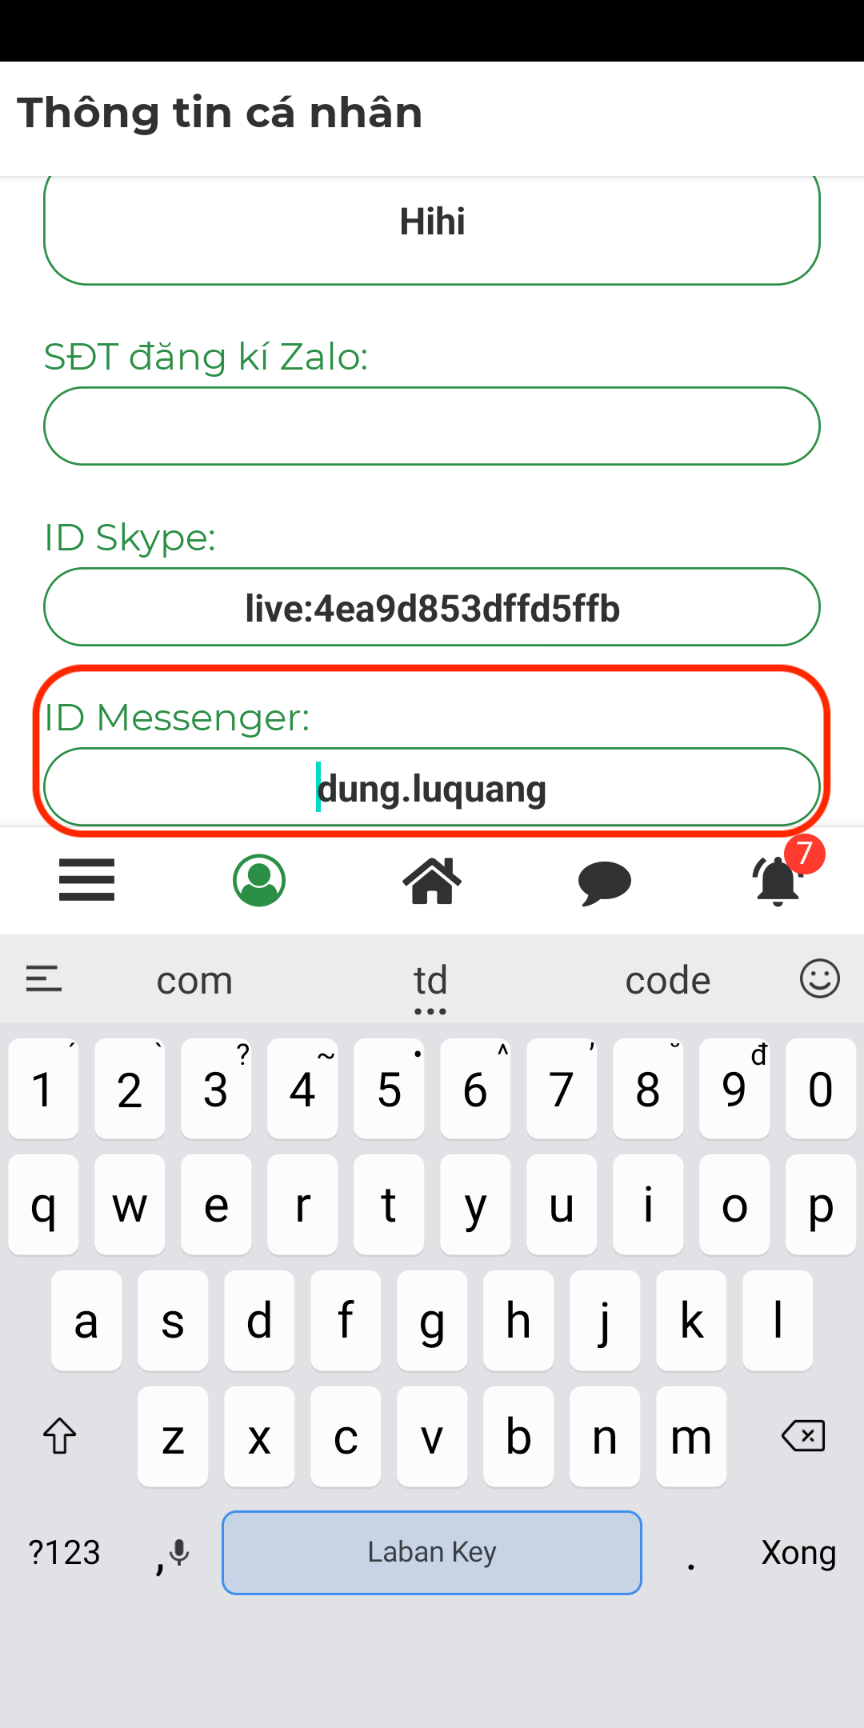 Thông tin cá nhân
Hihi
SĐT đăng kí Zalo:
ID Skype:
live:4ea9d853dffd5ffb
ID Messenger:
dung.luquang
7
com td code
1 2 3 ? 4 ~ 5 6 ^ 7 8 9 đ 0
q w e r t y u i o p
a s d f g h j k l
z x c v b n m
?123 , Laban Key . Xong